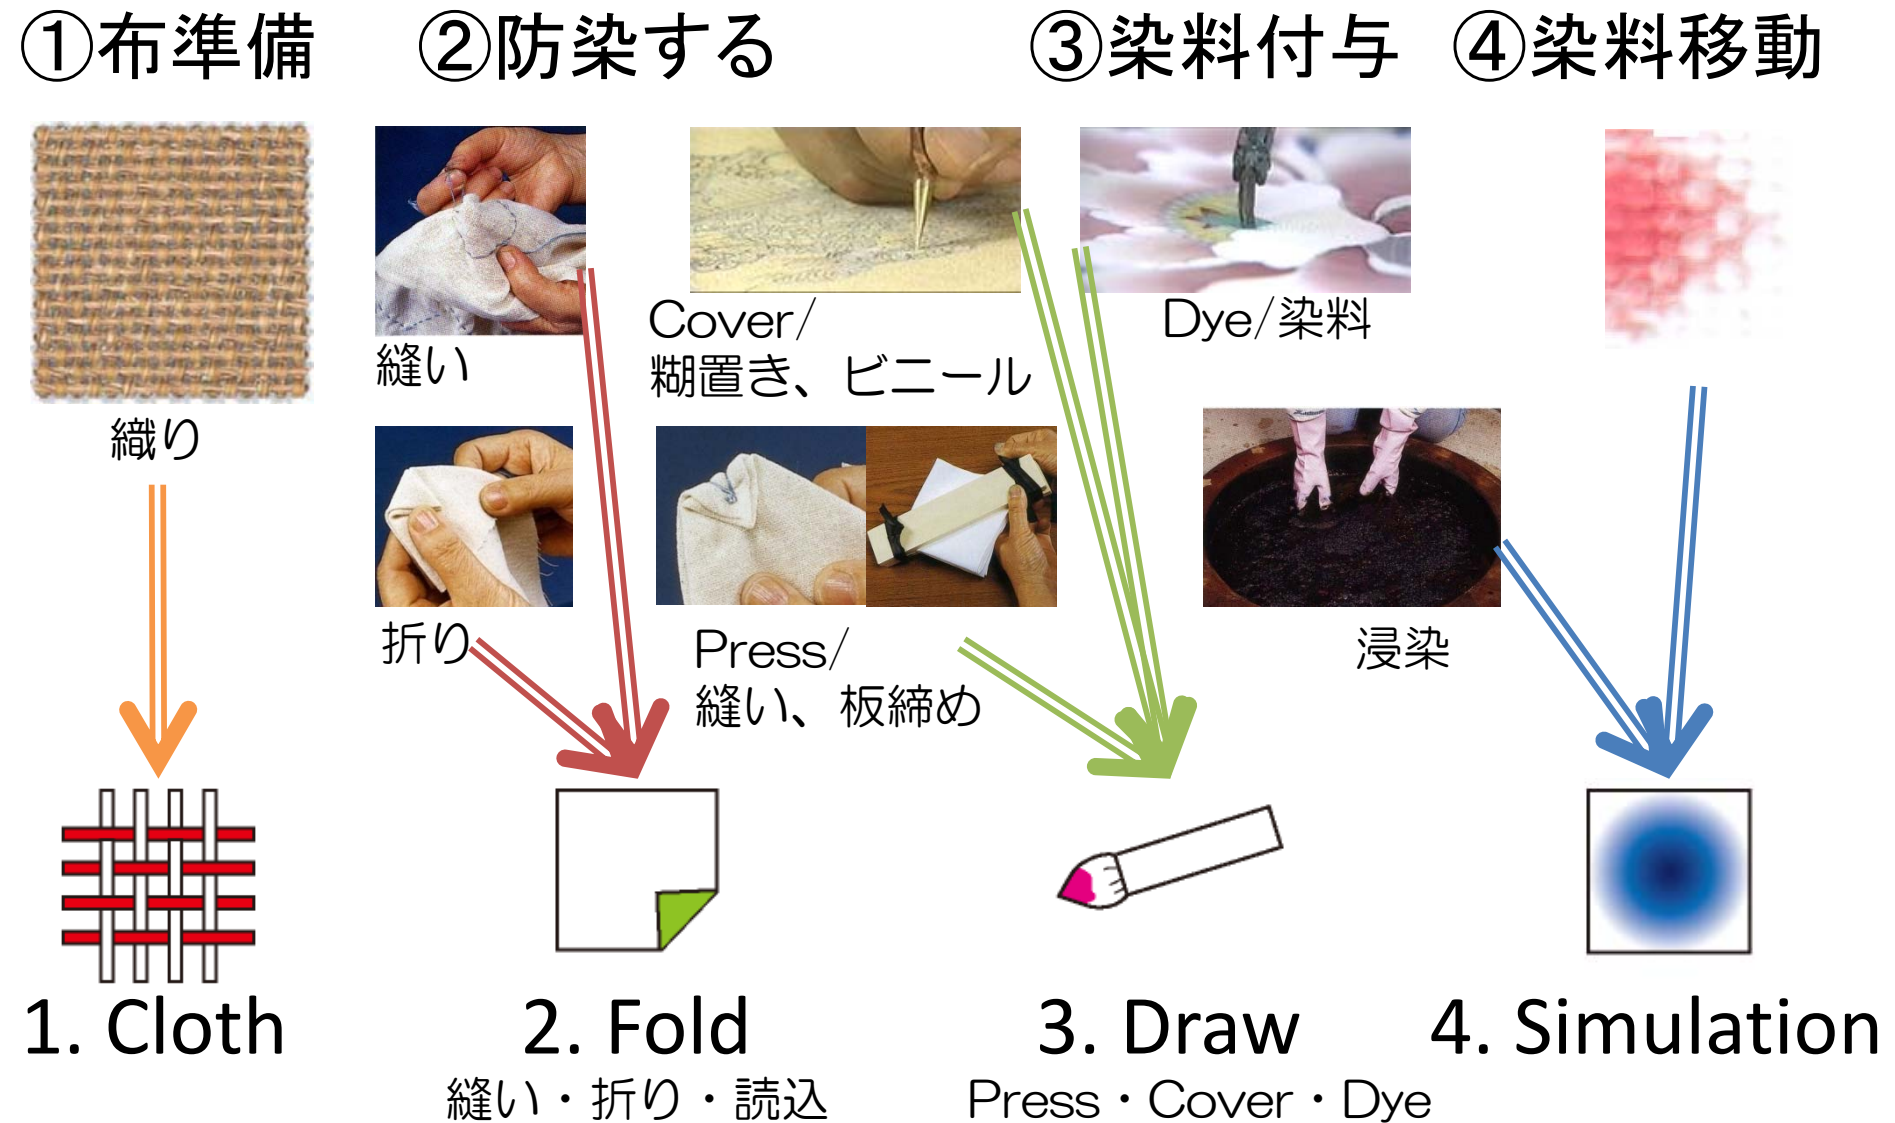 ①布準備
②防染する
③染料付与
④染料移動
織り
縫い
Cover/
糊置き、ビニール
Dye/染料
折り
Press/
縫い、板締め
浸染
1. Cloth
2. Fold
縫い・折り・読込
3. Draw
Press・Cover・Dye
4. Simulation